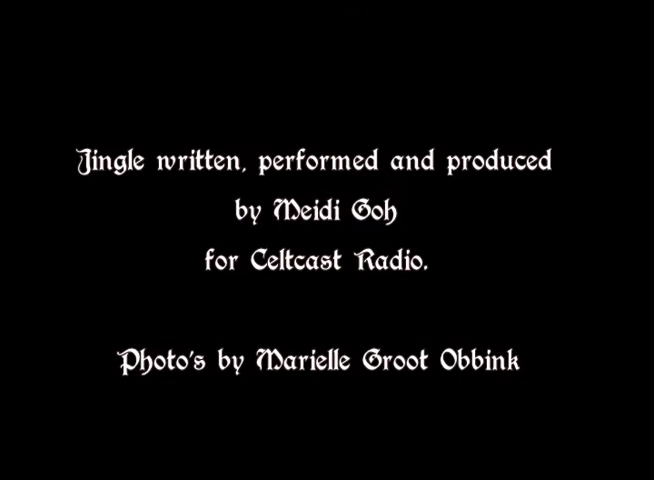 Jingle written, performed and produced
by Meidi Goh
for Celtcast Radio.
Photo's by Marielle Groot Obbink